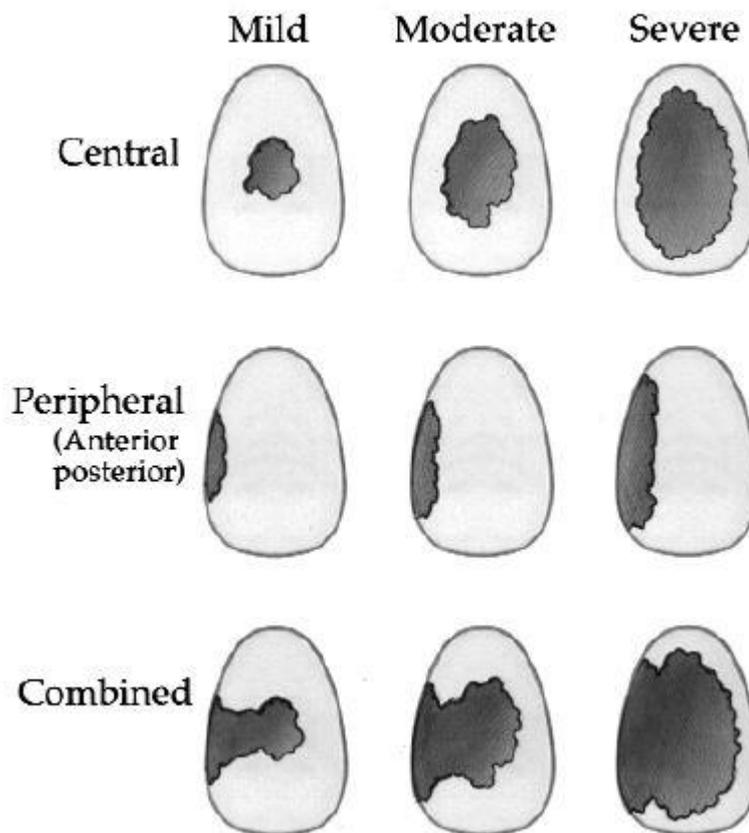 Mild Moderate Severe
Central
Peripheral
(Anterior
posterior)
Combined